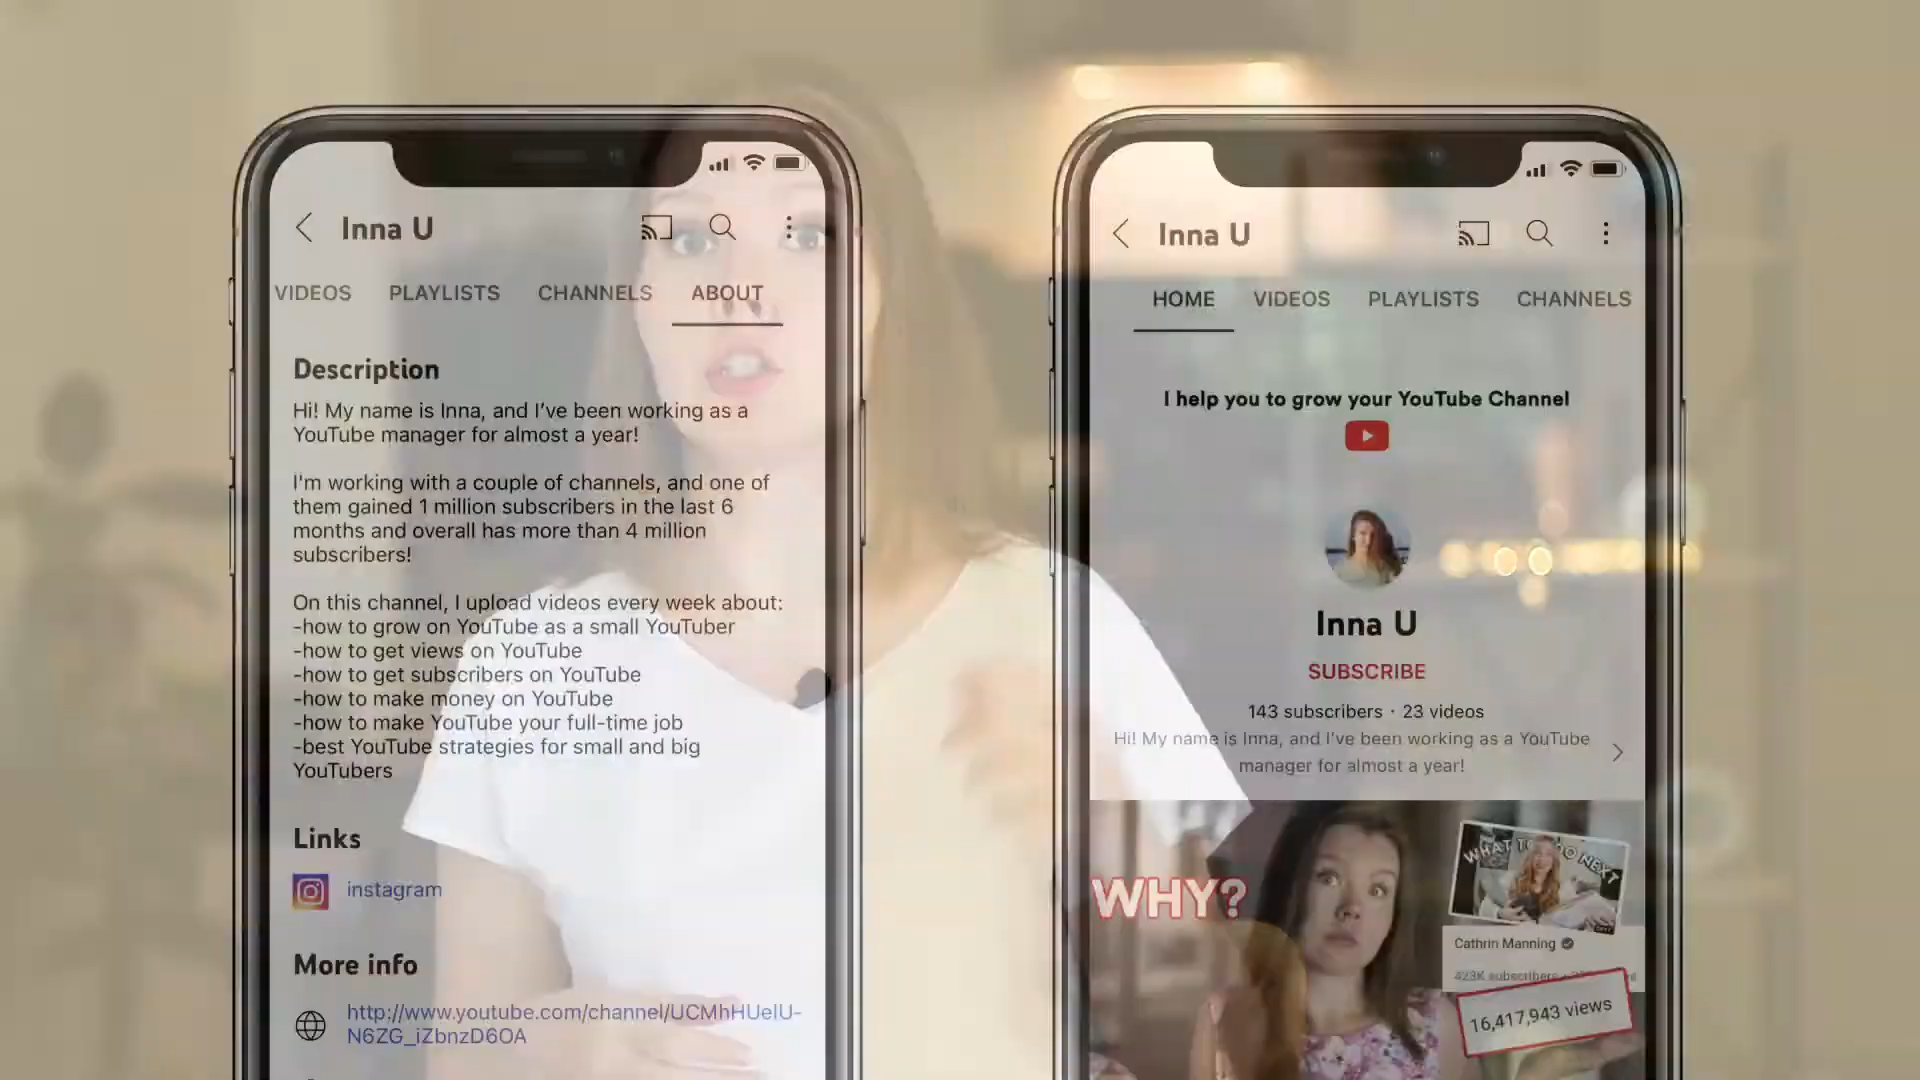 Inna U
VIDEOS PLAYLISTS CHANNELS ABOUT
Description
Hi! My name is Inna, and I've been working as a
YouTube manager for almost a year!
I'm working with a couple of channels, and one of
them gained 1 million subscribers in the last 6
months and overall has more than 4 million
subscribers!
On this channel, I upload videos every week about:
-how to grow on YouTube as a small YouTuber
-how to get views on YouTube
-how to get subscribers on YouTube
-how to make money on YouTube
-how to make YouTube your full-time job
-best YouTube strategies for small and big
YouTubers
Links
instagram
More info
http://www.youtube.com/channel/UCMhHUelU-
N6ZG_iZbnzD6OA
Inna U
HOME VIDEOS PLAYLISTS CHANNELS
I help you to grow your YouTube Channel
Inna U
SUBSCRIBE
143 subscribers · 23 videos
Hi! My name is Inna, and I've been working as a YouTube
manager for almost a year!
WHY?
WHAT TO DO NEXT
Cathrin Manning
423K subscribers
16,417,943 views